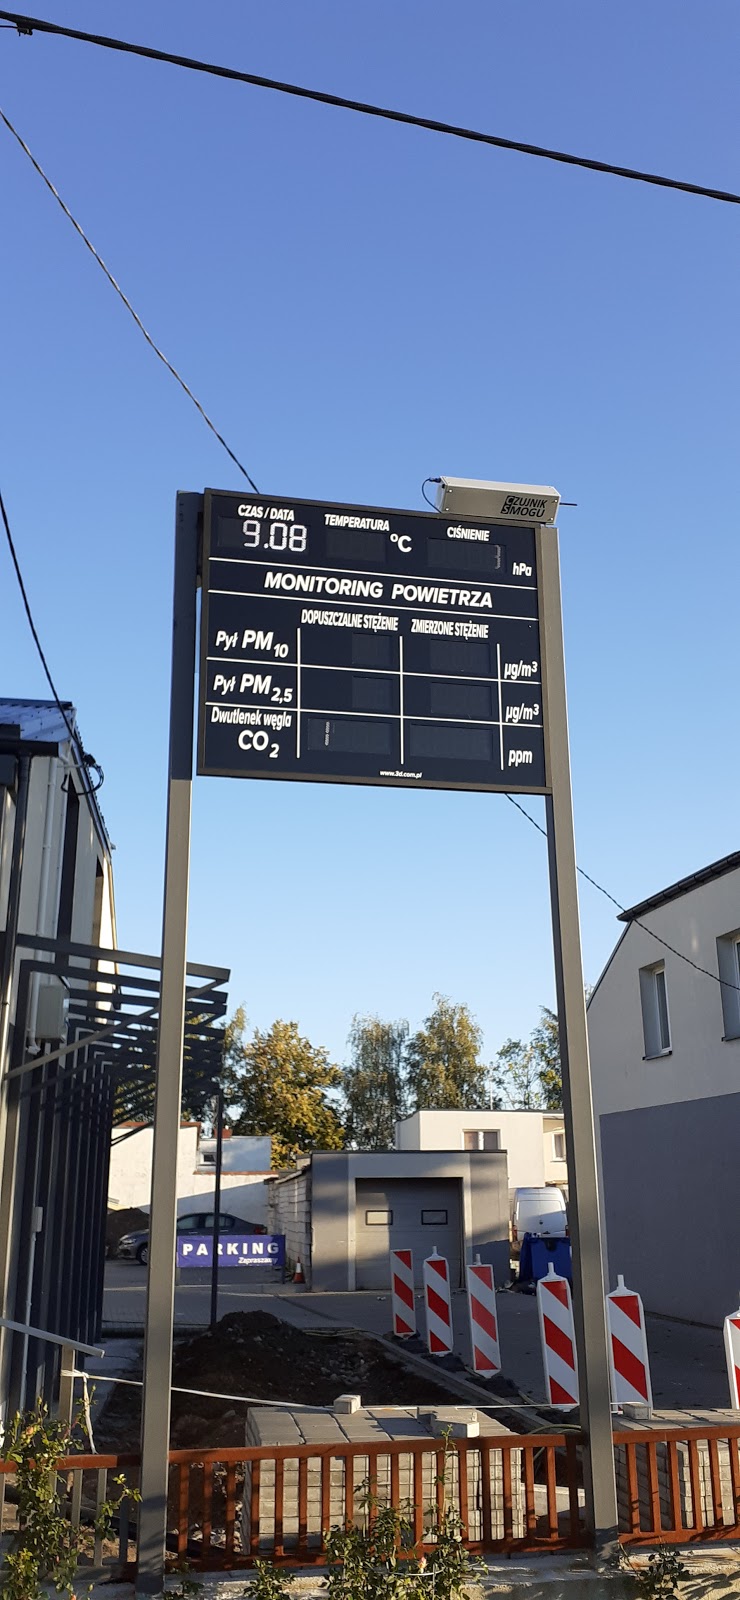 CZUJNIK
SMOGU
CZAS / DATA TEMPERATURA CIŚNIENIE
9.08 °C hPa
MONITORING POWIETRZA
DOPUSZCZALNE STĘŻENIE ZMIERZONE STĘŻENIE
Pył PM10 µg/m³
Pył PM2,5 µg/m³
Dwutlenek węgla
CO2 ppm
www.3d.com.pl
PARKING
Zapraszamy